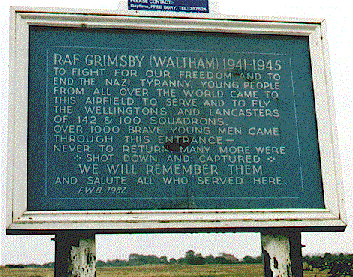 PLEASE CONTACT:-
RAF GRIMSBY (WALTHAM) 1941-1945
TO FIGHT FOR OUR FREEDOM AND TO
END THE NAZI TYRANNY, YOUNG PEOPLE
FROM ALL OVER THE WORLD CAME TO
THIS AIRFIELD TO SERVE AND TO FLY
THE WELLINGTONS AND LANCASTERS
OF 142 & 100 SQUADRONS.
OVER 1000 BRAVE YOUNG MEN CAME
THROUGH THIS ENTRANCE—
NEVER TO RETURN. MANY MORE WERE
SHOT DOWN AND CAPTURED
WE WILL REMEMBER THEM
AND SALUTE ALL WHO SERVED HERE